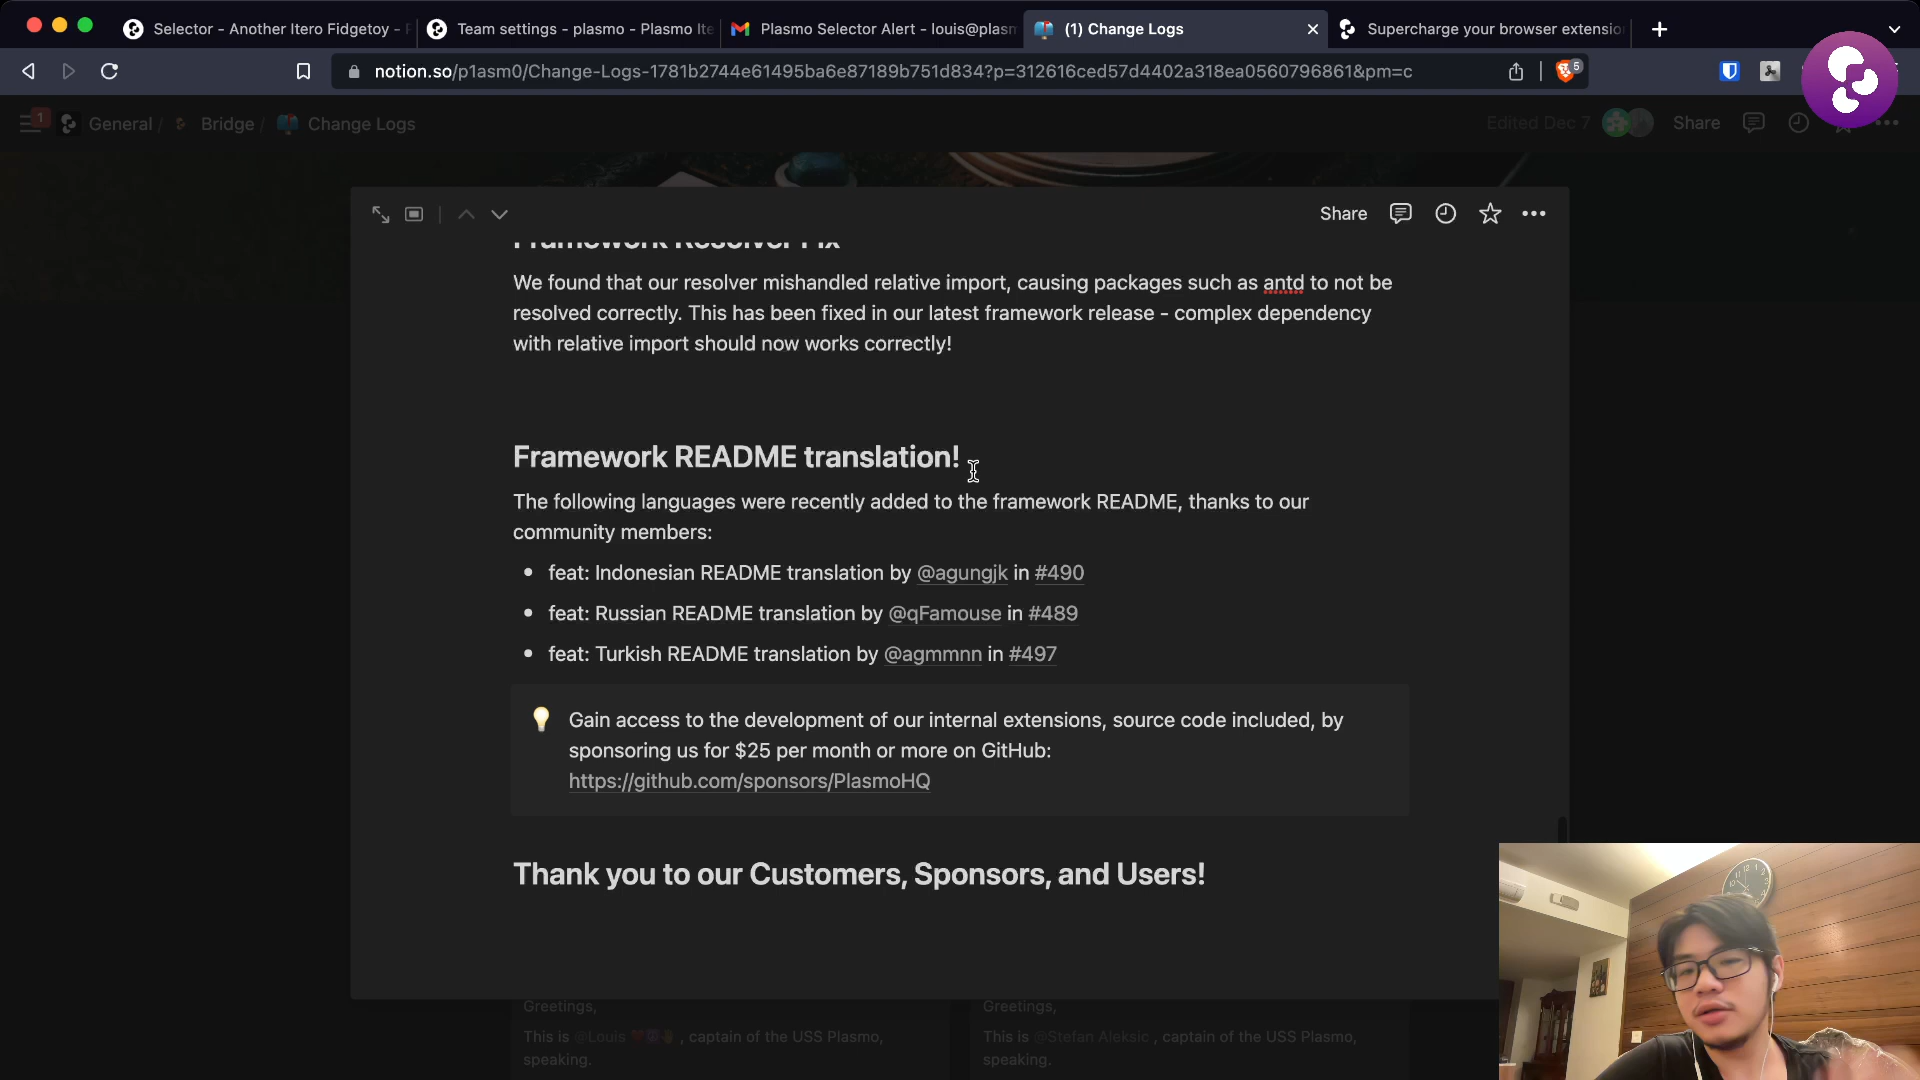 Selector - Another Itero Fidgetoy -
Team settings - plasmo - Plasmo Ite
Plasmo Selector Alert - louis@plasm
(1) Change Logs
Supercharge your browser extensio
notion.so/p1asm0/Change-Logs-1781b2744e61495ba6e87189b751d834?p=312616ced57d4402a318ea0560796861&pm=c
5
1
General / Bridge / Change Logs
Edited Dec 7
Share
Share
Framework Resolver Fix
We found that our resolver mishandled relative import, causing packages such as antd to not be
resolved correctly. This has been fixed in our latest framework release - complex dependency
with relative import should now works correctly!
Framework README translation!
The following languages were recently added to the framework README, thanks to our
community members:
• feat: Indonesian README translation by @agungjk in #490
• feat: Russian README translation by @qFamouse in #489
• feat: Turkish README translation by @agmmnn in #497
Gain access to the development of our internal extensions, source code included, by
sponsoring us for $25 per month or more on GitHub:
https://github.com/sponsors/PlasmoHQ
Thank you to our Customers, Sponsors, and Users!
Greetings,
This is @Louis , captain of the USS Plasmo,
speaking.
Greetings,
This is @Stefan Aleksic , captain of the USS Plasmo,
speaking.